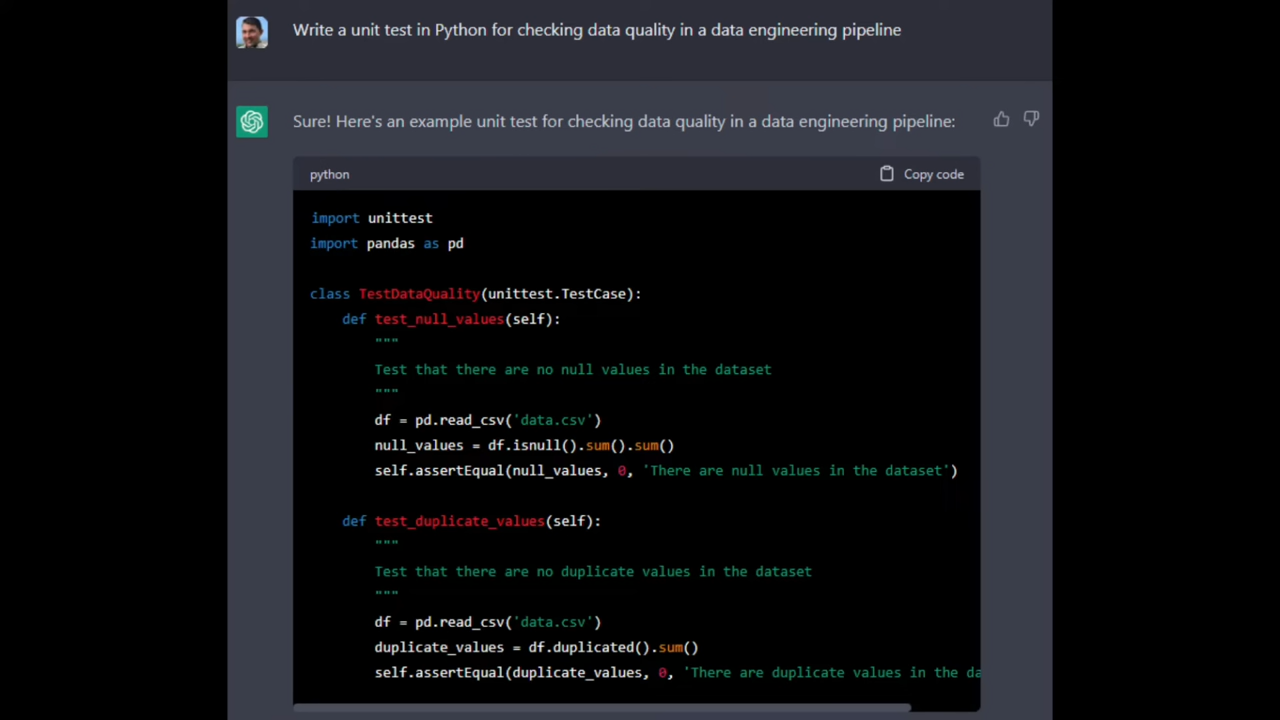 Write a unit test in Python for checking data quality in a data engineering pipeline
Sure! Here's an example unit test for checking data quality in a data engineering pipeline:
python
Copy code
import unittest
import pandas as pd
class TestDataQuality(unittest.TestCase):
def test_null_values(self):
"""
Test that there are no null values in the dataset
"""
df = pd.read_csv('data.csv')
null_values = df.isnull().sum().sum()
self.assertEqual(null_values, 0, 'There are null values in the dataset')
def test_duplicate_values(self):
"""
Test that there are no duplicate values in the dataset
"""
df = pd.read_csv('data.csv')
duplicate_values = df.duplicated().sum()
self.assertEqual(duplicate_values, 0, 'There are duplicate values in the da